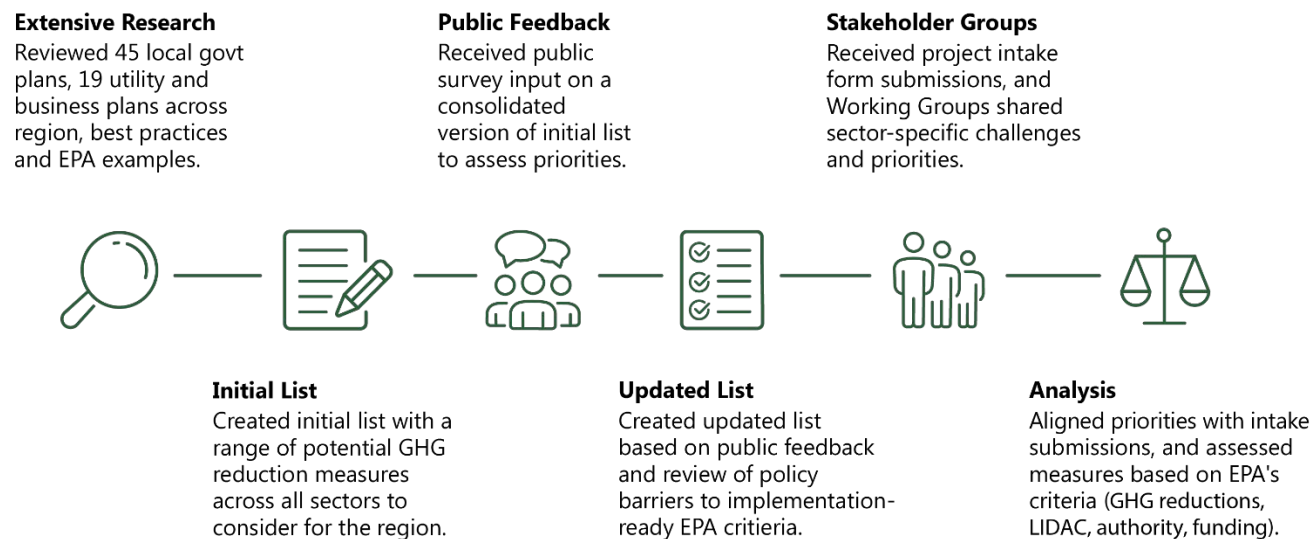 Extensive Research
Reviewed 45 local govt
plans, 19 utility and
business plans across
region, best practices
and EPA examples.
Initial List
Created initial list with a
range of potential GHG
reduction measures
across all sectors to
consider for the region.
Public Feedback
Received public
survey input on a
consolidated
version of initial list
to assess priorities.
Updated List
Created updated list
based on public feedback
and review of policy
barriers to implementation-
ready EPA critieria.
Stakeholder Groups
Received project intake
form submissions, and
Working Groups shared
sector-specific challenges
and priorities.
Analysis
Aligned priorities with intake
submissions, and assessed
measures based on EPA's
criteria (GHG reductions,
LIDAC, authority, funding).